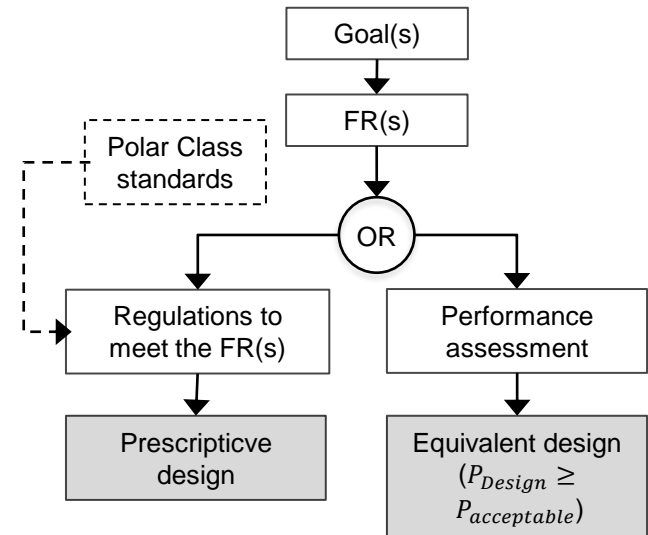 Goal(s)
FR(s)
Polar Class
standards
OR
Regulations to
meet the FR(s)
Performance
assessment
Prescripticve
design
Equivalent design
(P_Design ≥
P_acceptable)